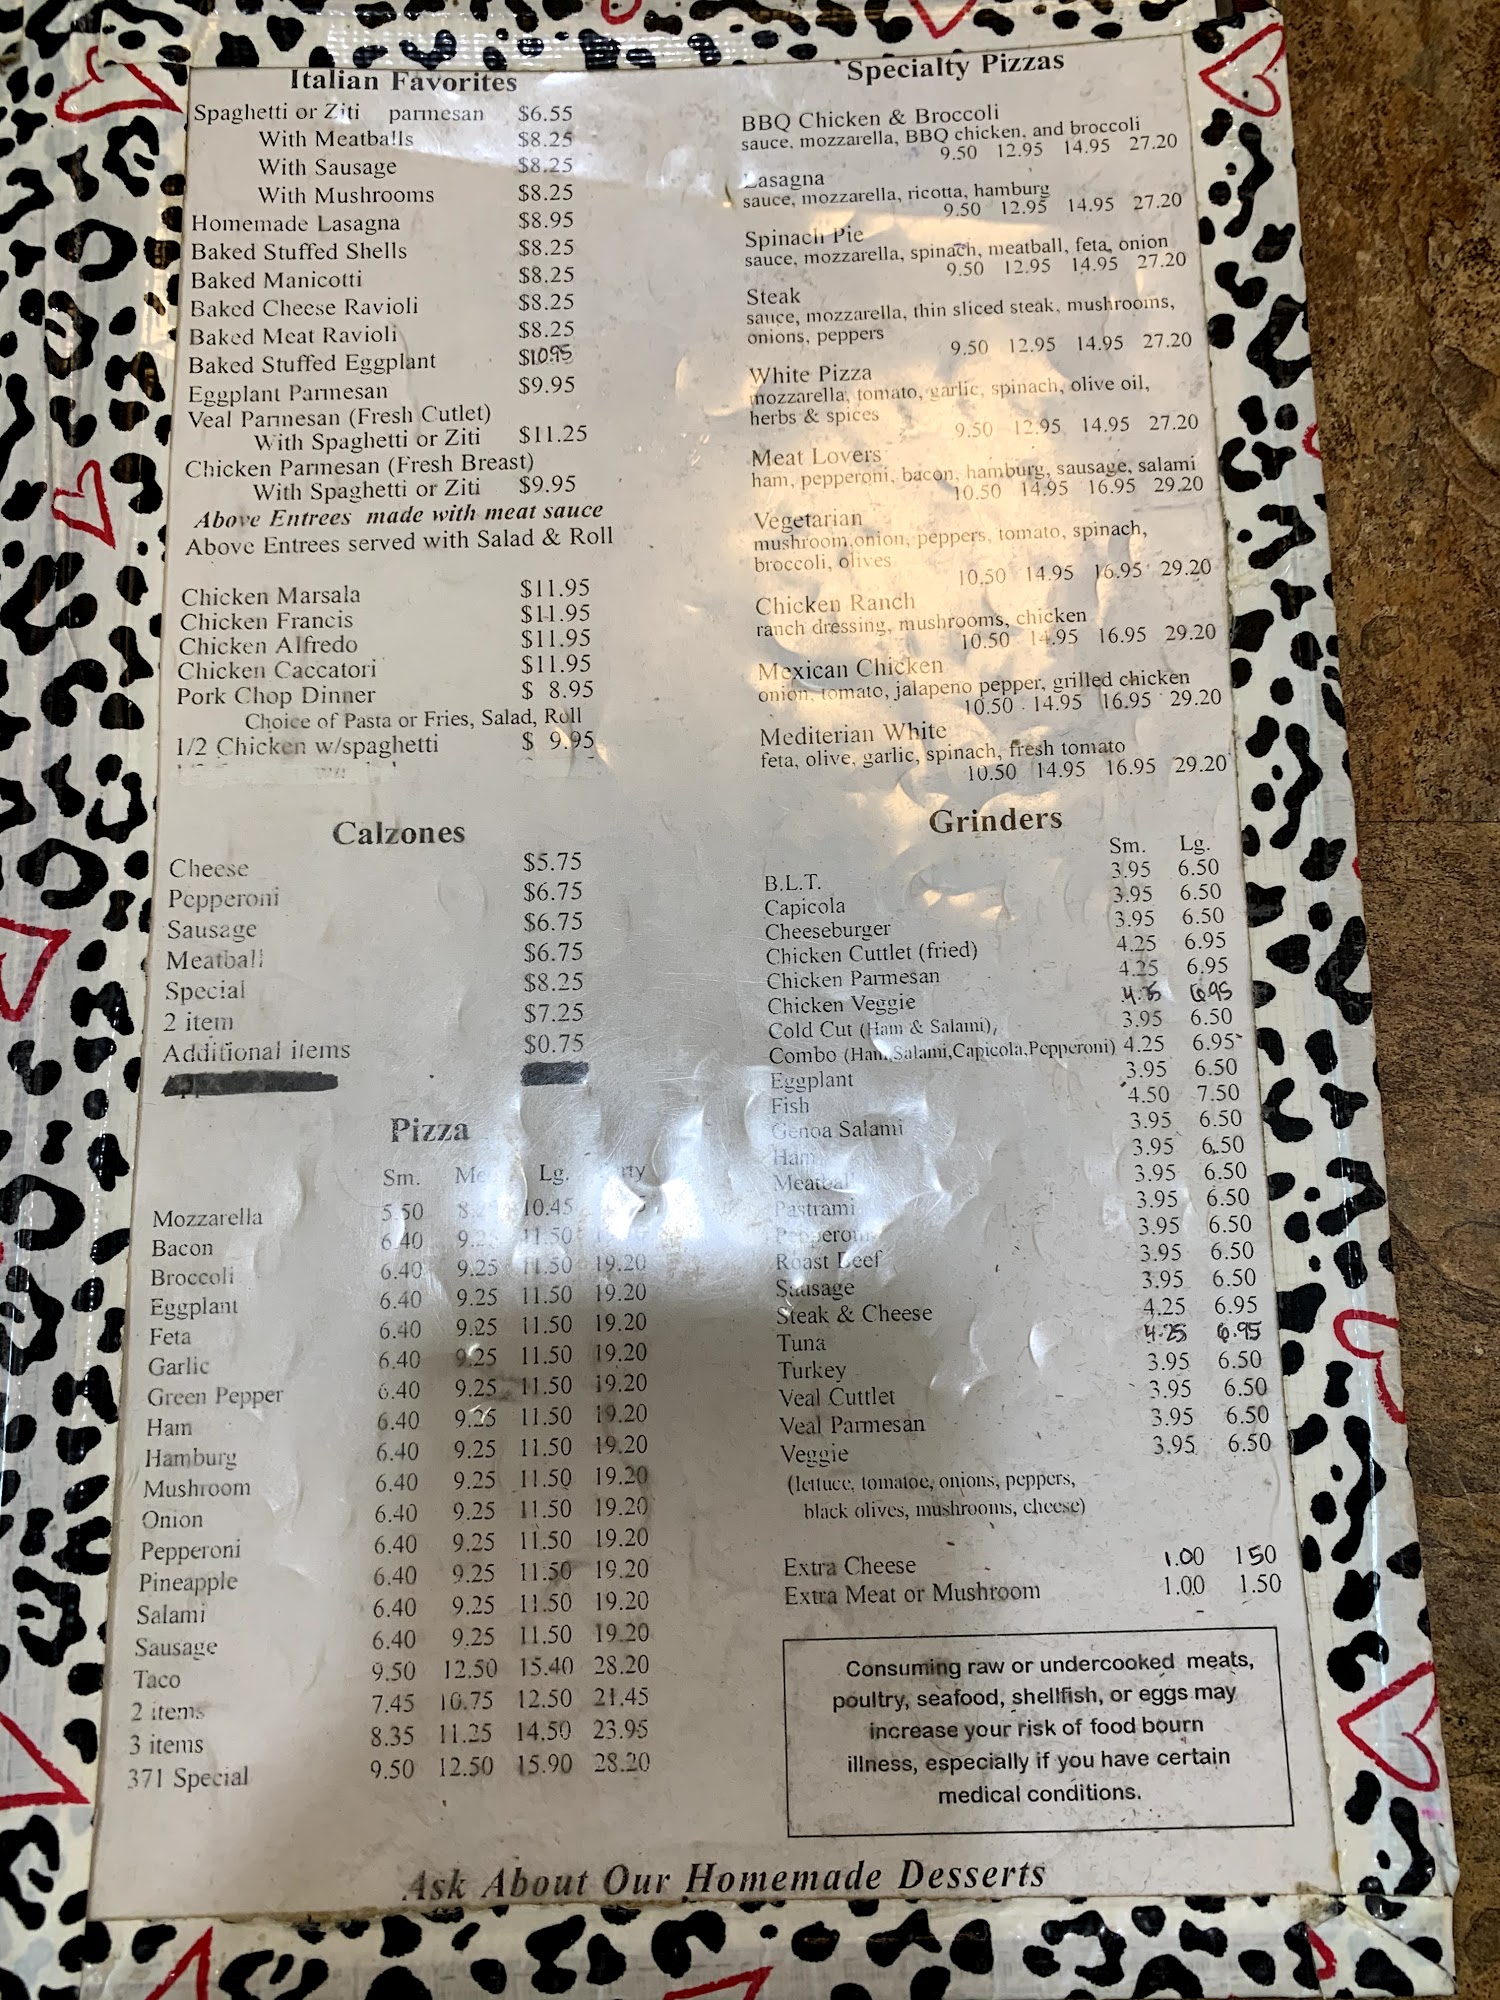 Italian Favorites
Spaghetti or Ziti parmesan $6.55
With Meatballs $8.25
With Sausage $8.25
With Mushrooms $8.25
Homemade Lasagna $8.95
Baked Stuffed Shells $8.25
Baked Manicotti $8.25
Baked Cheese Ravioli $8.25
Baked Meat Ravioli $8.25
Baked Stuffed Eggplant $10.95
Eggplant Parmesan $9.95
Veal Parmesan (Fresh Cutlet)
With Spaghetti or Ziti $11.25
Chicken Parmesan (Fresh Breast)
With Spaghetti or Ziti $9.95
Above Entrees made with meat sauce
Above Entrees served with Salad & Roll
Chicken Marsala $11.95
Chicken Francis $11.95
Chicken Alfredo $11.95
Chicken Caccatori $11.95
Pork Chop Dinner $ 8.95
Choice of Pasta or Fries, Salad, Roll
1/2 Chicken w/spaghetti $ 9.95
Calzones
Cheese $5.75
Pepperoni $6.75
Sausage $6.75
Meatball $6.75
Special $8.25
2 item $7.25
Additional items $0.75
Pizza
Sm. Lg.
Mozzarella 5.50 10.45
Bacon 6.40 9.25 11.50
Broccoli 6.40 9.25 11.50 19.20
Eggplant 6.40 9.25 11.50 19.20
Feta 6.40 9.25 11.50 19.20
Garlic 6.40 9.25 11.50 19.20
Green Pepper 6.40 9.25 11.50 19.20
Ham 6.40 9.25 11.50 19.20
Hamburg 6.40 9.25 11.50 19.20
Mushroom 6.40 9.25 11.50 19.20
Onion 6.40 9.25 11.50 19.20
Pepperoni 6.40 9.25 11.50 19.20
Pineapple 6.40 9.25 11.50 19.20
Salami 6.40 9.25 11.50 19.20
Sausage 6.40 9.25 11.50 19.20
Taco 9.50 12.50 15.40 28.20
2 items 7.45 10.75 12.50 21.45
3 items 8.35 11.25 14.50 23.95
371 Special 9.50 12.50 15.90 28.20
Specialty Pizzas
BBQ Chicken & Broccoli
sauce, mozzarella, BBQ chicken, and broccoli
9.50 12.95 14.95 27.20
Lasagna
sauce, mozzarella, ricotta, hamburg
9.50 12.95 14.95 27.20
Spinach Pie
sauce, mozzarella, spinach, meatball, feta, onion
9.50 12.95 14.95 27.20
Steak
sauce, mozzarella, thin sliced steak, mushrooms,
onions, peppers
9.50 12.95 14.95 27.20
White Pizza
mozzarella, tomato, garlic, spinach, olive oil,
herbs & spices
9.50 12.95 14.95 27.20
Meat Lovers
ham, pepperoni, bacon, hamburg, sausage, salami
10.50 14.95 16.95 29.20
Vegetarian
mushroom,onion, peppers, tomato, spinach,
broccoli, olives
10.50 14.95 16.95 29.20
Chicken Ranch
ranch dressing, mushrooms, chicken
10.50 14.95 16.95 29.20
Mexican Chicken
onion, tomato, jalapeno pepper, grilled chicken
10.50 14.95 16.95 29.20
Mediterian White
feta, olive, garlic, spinach, fresh tomato
10.50 14.95 16.95 29.20
Grinders
Sm. Lg.
B.L.T. 3.95 6.50
Capicola 3.95 6.50
Cheeseburger 3.95 6.50
Chicken Cuttlet (fried) 4.25 6.95
Chicken Parmesan 4.25 6.95
Chicken Veggie 4.25 6.95
Cold Cut (Ham & Salami), 3.95 6.50
Combo (Ham,Salami,Capicola,Pepperoni) 4.25 6.95
Eggplant 3.95 6.50
Fish 4.50 7.50
Genoa Salami 3.95 6.50
Ham 3.95 6.50
Meatball 3.95 6.50
Pastrami 3.95 6.50
Pepperoni 3.95 6.50
Roast Beef 3.95 6.50
Sausage 3.95 6.50
Steak & Cheese 4.25 6.95
Tuna 4.25 6.95
Turkey 3.95 6.50
Veal Cuttlet 3.95 6.50
Veal Parmesan 3.95 6.50
Veggie 3.95 6.50
(lettuce, tomatoe, onions, peppers,
black olives, mushrooms, cheese)
Extra Cheese 1.00 150
Extra Meat or Mushroom 1.00 1.50
Consuming raw or undercooked meats,
poultry, seafood, shellfish, or eggs may
increase your risk of food bourn
illness, especially if you have certain
medical conditions.
Ask About Our Homemade Desserts